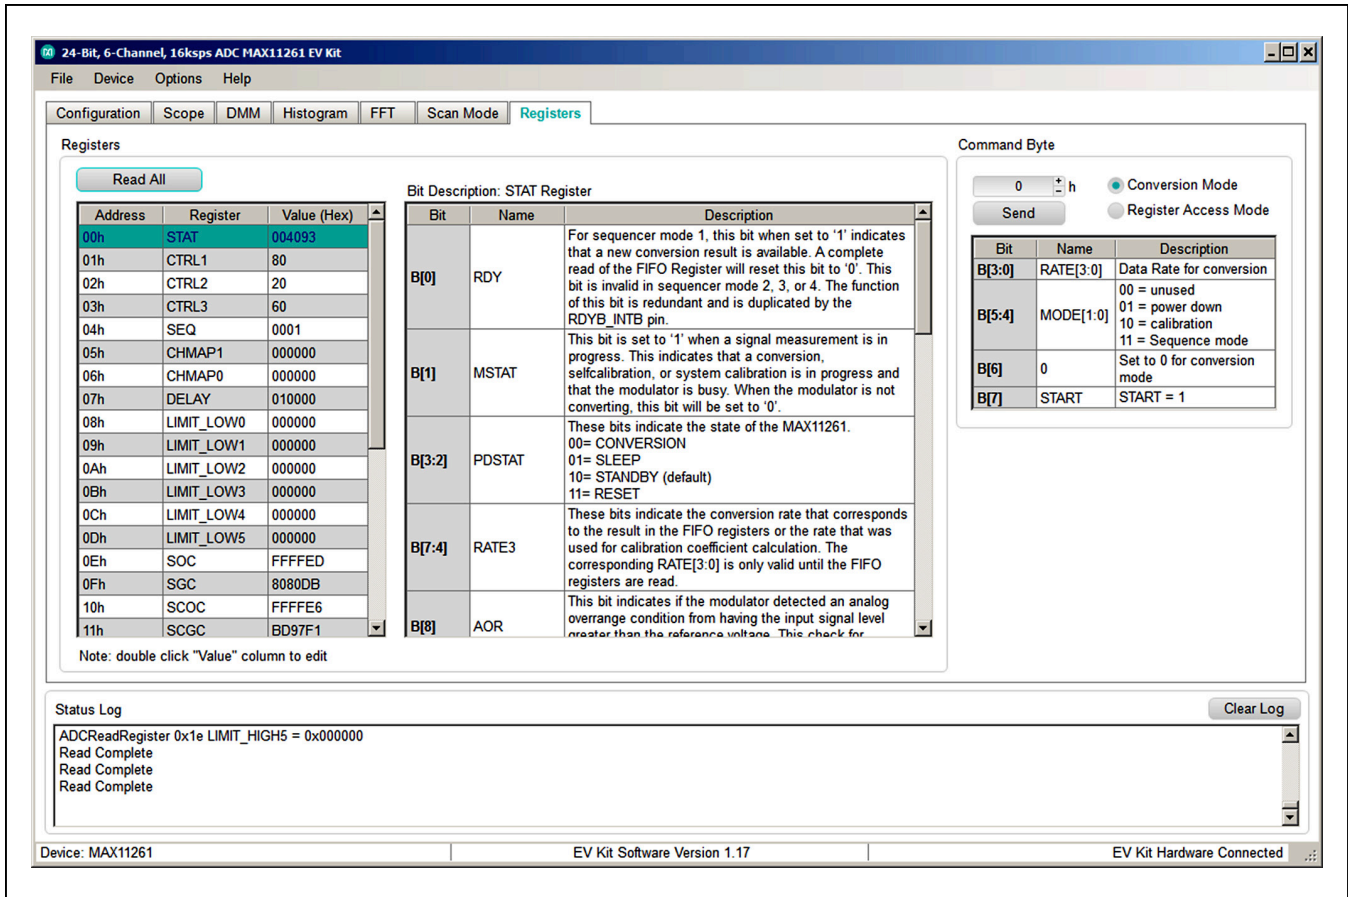 24-Bit, 6-Channel, 16ksps ADC MAX11261 EV Kit
File Device Options Help
Configuration Scope DMM Histogram FFT Scan Mode Registers
Registers
Read All
Address Register Value (Hex)
00h STAT 004093
01h CTRL1 80
02h CTRL2 20
03h CTRL3 60
04h SEQ 0001
05h CHMAP1 000000
06h CHMAP0 000000
07h DELAY 010000
08h LIMIT_LOW0 000000
09h LIMIT_LOW1 000000
0Ah LIMIT_LOW2 000000
0Bh LIMIT_LOW3 000000
0Ch LIMIT_LOW4 000000
0Dh LIMIT_LOW5 000000
0Eh SOC FFFFED
0Fh SGC 8080DB
10h SCOC FFFFE6
11h SCGC BD97F1
Note: double click "Value" column to edit
Bit Description: STAT Register
Bit Name Description
B[0] RDY
For sequencer mode 1, this bit when set to '1' indicates
that a new conversion result is available. A complete
read of the FIFO Register will reset this bit to '0'. This
bit is invalid in sequencer mode 2, 3, or 4. The function
of this bit is redundant and is duplicated by the
RDYB_INTB pin.
B[1] MSTAT
This bit is set to '1' when a signal measurement is in
progress. This indicates that a conversion,
selfcalibration, or system calibration is in progress and
that the modulator is busy. When the modulator is not
converting, this bit will be set to '0'.
B[3:2] PDSTAT
These bits indicate the state of the MAX11261.
00= CONVERSION
01= SLEEP
10= STANDBY (default)
11= RESET
B[7:4] RATE3
These bits indicate the conversion rate that corresponds
to the result in the FIFO registers or the rate that was
used for calibration coefficient calculation. The
corresponding RATE[3:0] is only valid until the FIFO
registers are read.
B[8] AOR
This bit indicates if the modulator detected an analog
overrange condition from having the input signal level
greater than the reference voltage. This check for
Command Byte
0 + - h Conversion Mode
Send Register Access Mode
Bit Name Description
B[3:0] RATE[3:0] Data Rate for conversion
B[5:4] MODE[1:0]
00 = unused
01 = power down
10 = calibration
11 = Sequence mode
B[6] 0
Set to 0 for conversion
mode
B[7] START START = 1
Status Log
Clear Log
ADCReadRegister 0x1e LIMIT_HIGH5 = 0x000000
Read Complete
Read Complete
Read Complete
Device: MAX11261 EV Kit Software Version 1.17 EV Kit Hardware Connected